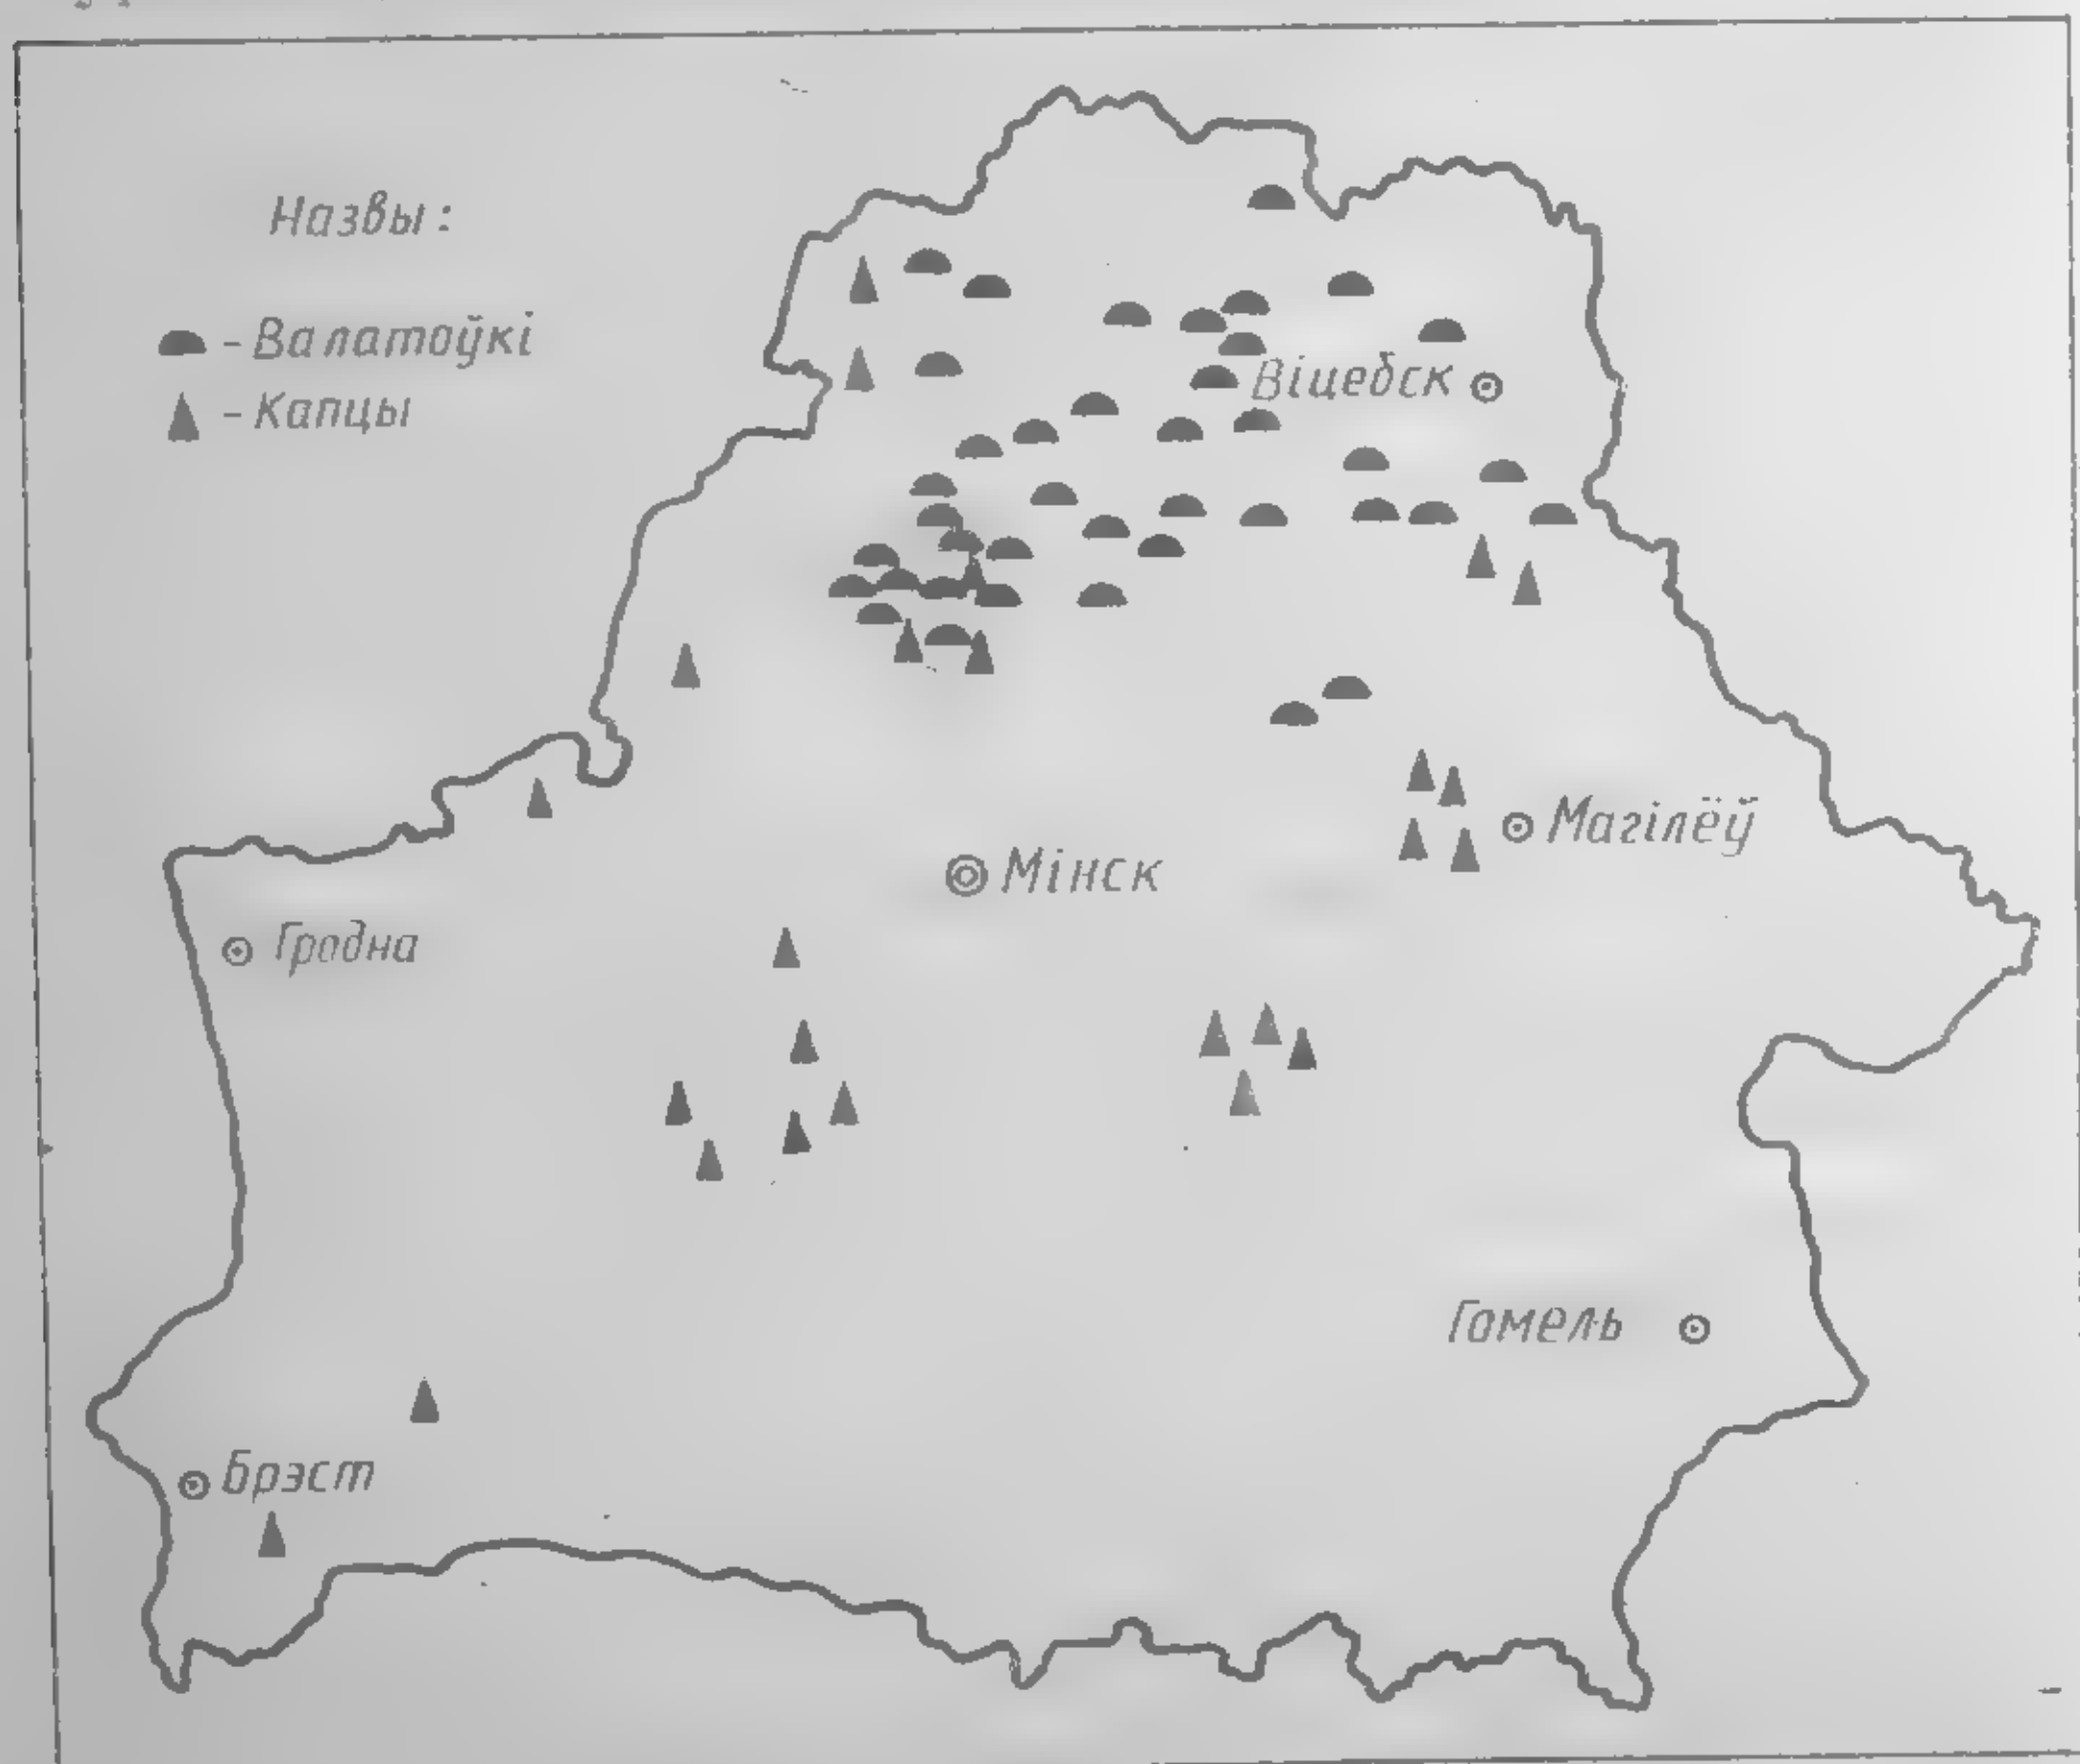 Назвы:
- Валатоўкі
- Капцы
Віцебск
Магілёў
Мінск
Гродна
Гомель
Брэст